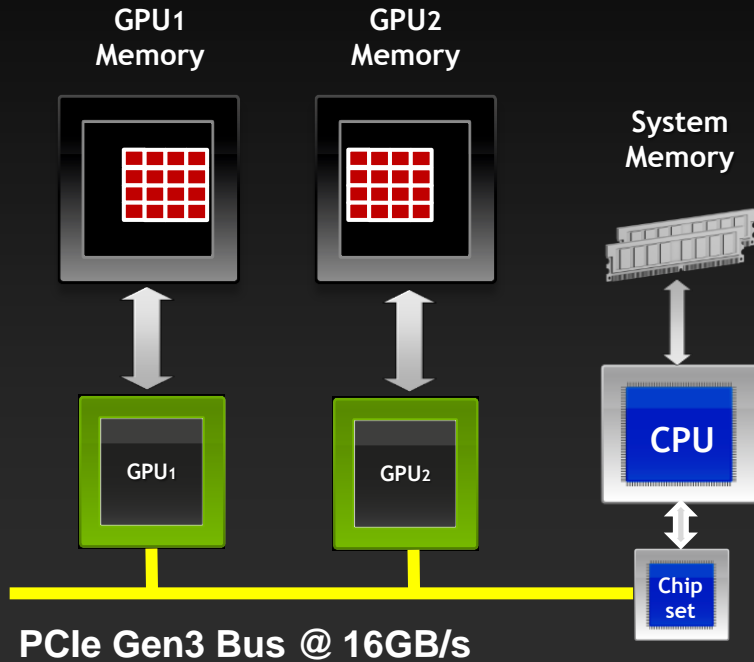 GPU1
Memory
GPU2
Memory
System
Memory
GPU1
GPU2
CPU
Chip
set
PCIe Gen3 Bus @ 16GB/s